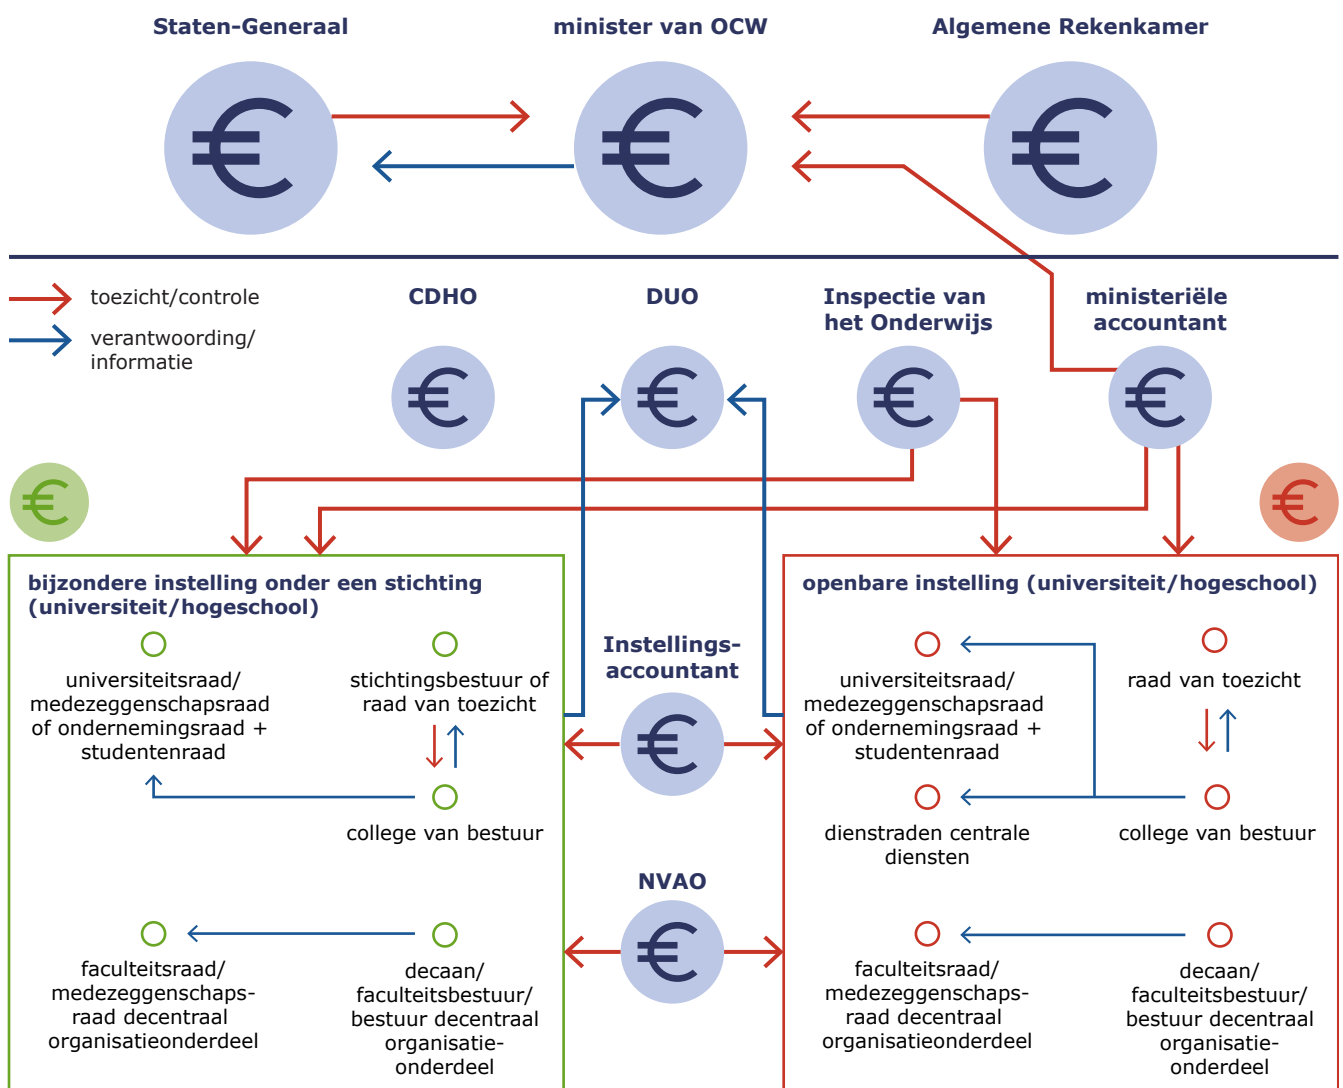 Staten-Generaal
minister van OCW
Algemene Rekenkamer
toezicht/controle
verantwoording/
informatie
CDHO
DUO
Inspectie van
het Onderwijs
ministeriële
accountant
bijzondere instelling onder een stichting
(universiteit/hogeschool)
universiteitsraad/
medezeggenschapsraad
of ondernemingsraad +
studentenraad
stichtingsbestuur of
raad van toezicht
college van bestuur
faculteitsraad/
medezeggenschaps-
raad decentraal
organisatieonderdeel
decaan/
faculteitsbestuur/
bestuur decentraal
organisatie-
onderdeel
Instellings-
accountant
NVAO
openbare instelling (universiteit/hogeschool)
universiteitsraad/
medezeggenschapsraad
of ondernemingsraad +
studentenraad
raad van toezicht
dienstraden centrale
diensten
college van bestuur
faculteitsraad/
medezeggenschaps-
raad decentraal
organisatieonderdeel
decaan/
faculteitsbestuur/
bestuur decentraal
organisatie-
onderdeel